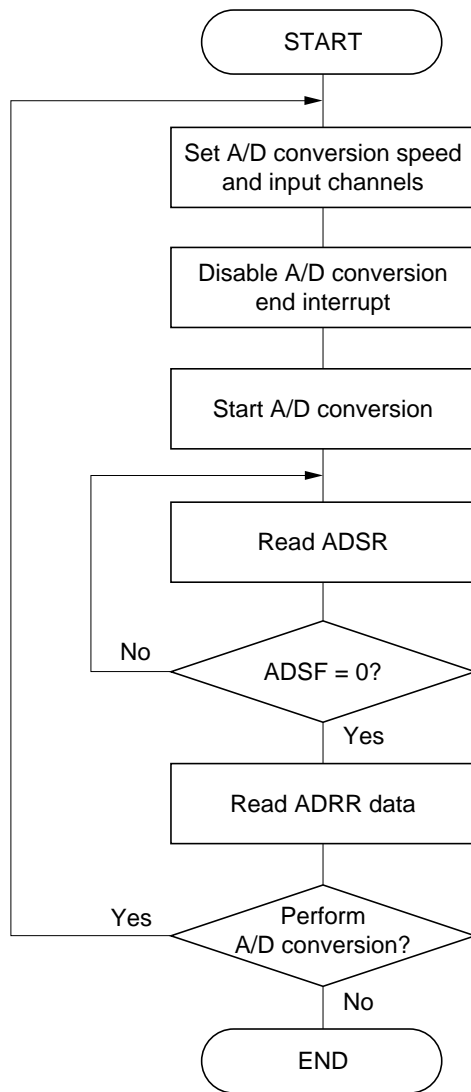 START
Set A/D conversion speed
and input channels
Disable A/D conversion
end interrupt
Start A/D conversion
Read ADSR
No
ADSF = 0?
Yes
Read ADRR data
Yes
Perform
A/D conversion?
No
END